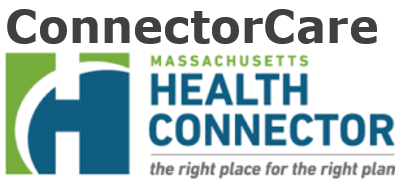 ConnectorCare
MASSACHUSETTS
HEALTH
CONNECTOR
the right place for the right plan